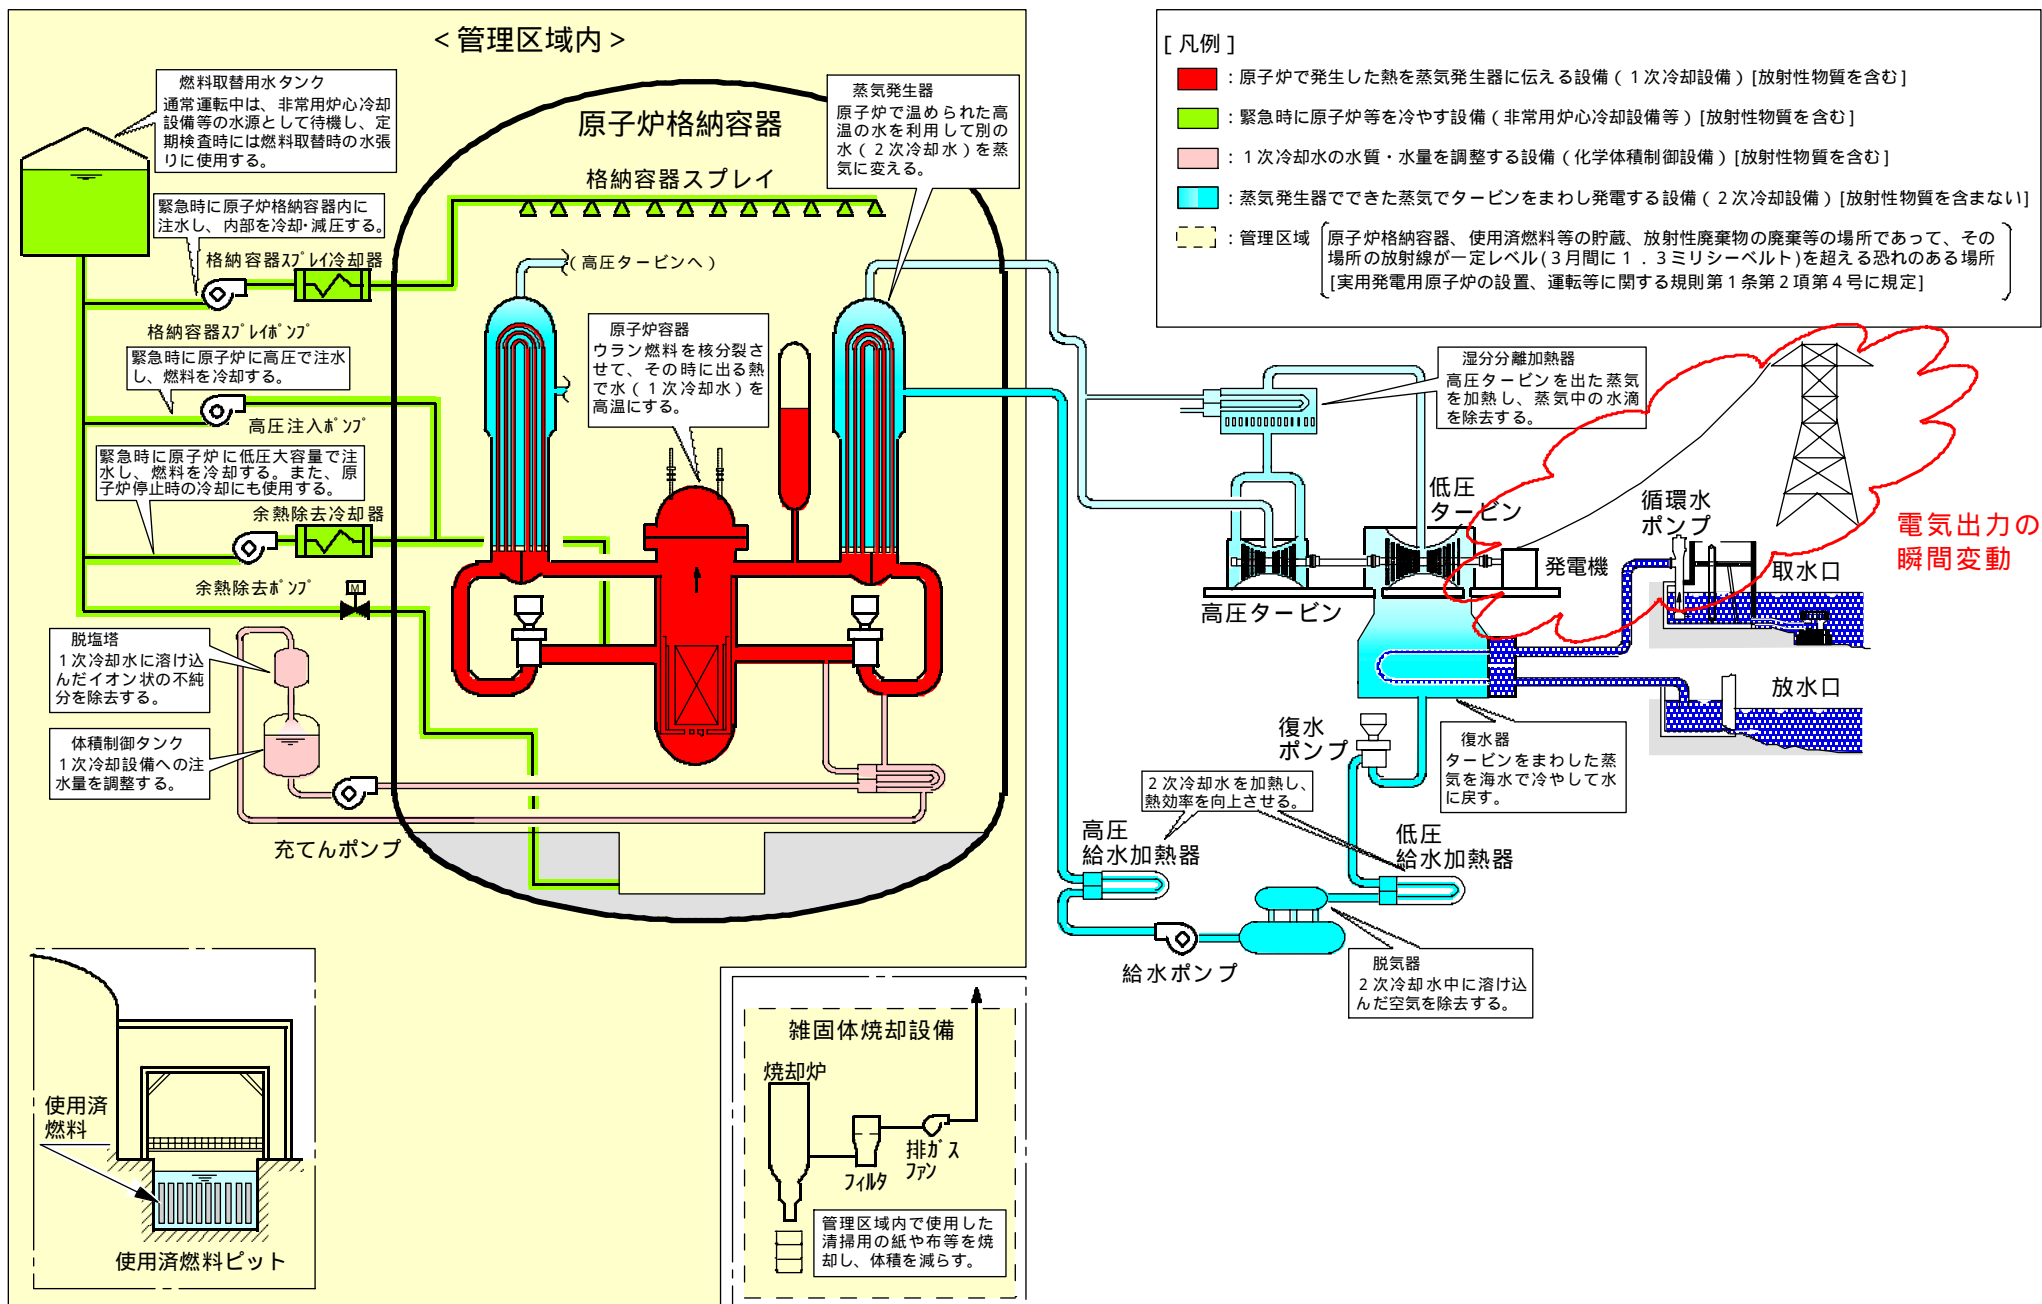 <管理区域内>
燃料取替用水タンク
通常運転中は、非常用炉心冷却
設備等の水源として待機し、定
期検査時には燃料取替時の水張
りに使用する。
緊急時に原子炉格納容器内に
注水し、内部を冷却・減圧する。
格納容器ｽﾌﾟﾚｲ冷却器
格納容器ｽﾌﾟﾚｲﾎﾟﾝﾌﾟ
緊急時に原子炉に高圧で注水
し、燃料を冷却する。
高圧注入ﾎﾟﾝﾌﾟ
緊急時に原子炉に低圧大容量で注
水し、燃料を冷却する。また、原
子炉停止時の冷却にも使用する。
余熱除去冷却器
余熱除去ﾎﾟﾝﾌﾟ
M
脱塩塔
１次冷却水に溶け込
んだイオン状の不純
分を除去する。
体積制御タンク
１次冷却設備への注
水量を調整する。
充てんポンプ
原子炉格納容器
格納容器スプレイ
蒸気発生器
原子炉で温められた高
温の水を利用して別の
水（２次冷却水）を蒸
気に変える。
（高圧タービンへ）
原子炉容器
ウラン燃料を核分裂さ
せて、その時に出る熱
で水（１次冷却水）を
高温にする。
[凡例]
：原子炉で発生した熱を蒸気発生器に伝える設備（１次冷却設備）[放射性物質を含む]
：緊急時に原子炉等を冷やす設備（非常用炉心冷却設備等）[放射性物質を含む]
：１次冷却水の水質・水量を調整する設備（化学体積制御設備）[放射性物質を含む]
：蒸気発生器でできた蒸気でタービンをまわし発電する設備（２次冷却設備）[放射性物質を含まない]
：管理区域
原子炉格納容器、使用済燃料等の貯蔵、放射性廃棄物の廃棄等の場所であって、その
場所の放射線が一定レベル(３月間に１．３ミリシーベルト)を超える恐れのある場所
[実用発電用原子炉の設置、運転等に関する規則第１条第２項第４号に規定]
湿分分離加熱器
高圧タービンを出た蒸気
を加熱し、蒸気中の水滴
を除去する。
低圧
タービン
高圧タービン
発電機
循環水
ポンプ
取水口
放水口
電気出力の
瞬間変動
復水
ポンプ
復水器
タービンをまわした蒸
気を海水で冷やして水
に戻す。
２次冷却水を加熱し、
熱効率を向上させる。
高圧
給水加熱器
低圧
給水加熱器
給水ポンプ
脱気器
２次冷却水中に溶け込
んだ空気を除去する。
使用済
燃料
使用済燃料ピット
雑固体焼却設備
焼却炉
フィルタ
排ｶﾞｽ
ﾌｧﾝ
管理区域内で使用した
清掃用の紙や布等を焼
却し、体積を減らす。